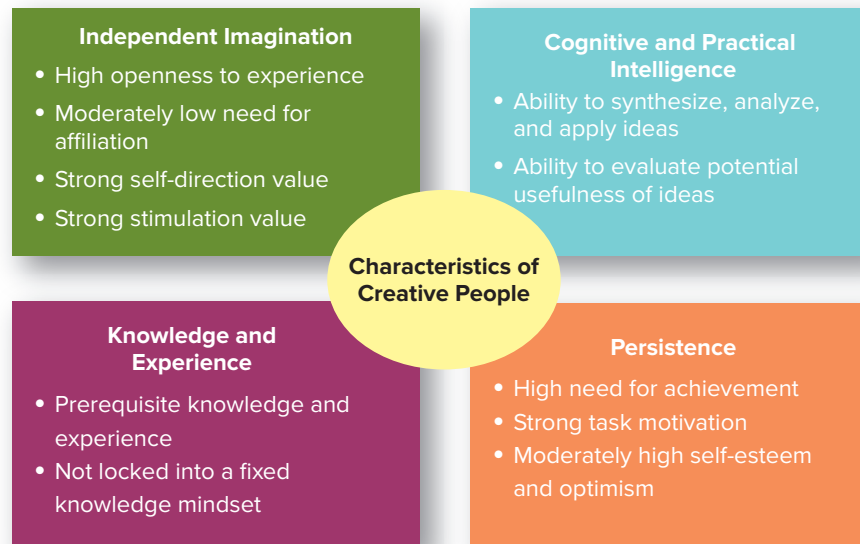 Independent Imagination
• High openness to experience
• Moderately low need for
affiliation
• Strong self-direction value
• Strong stimulation value
Cognitive and Practical
Intelligence
• Ability to synthesize, analyze,
and apply ideas
• Ability to evaluate potential
usefulness of ideas
Characteristics of
Creative People
Knowledge and
Experience
• Prerequisite knowledge and
experience
• Not locked into a fixed
knowledge mindset
Persistence
• High need for achievement
• Strong task motivation
• Moderately high self-esteem
and optimism